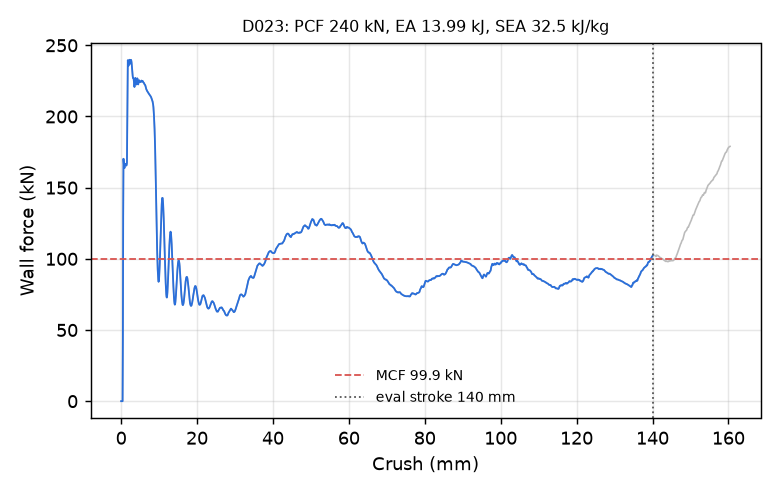 D023: PCF 240 kN, EA 13.99 kJ, SEA 32.5 kJ/kg
Wall force (kN)
250
200
150
100
50
0
MCF 99.9 kN
eval stroke 140 mm
0 20 40 60 80 100 120 140 160
Crush (mm)